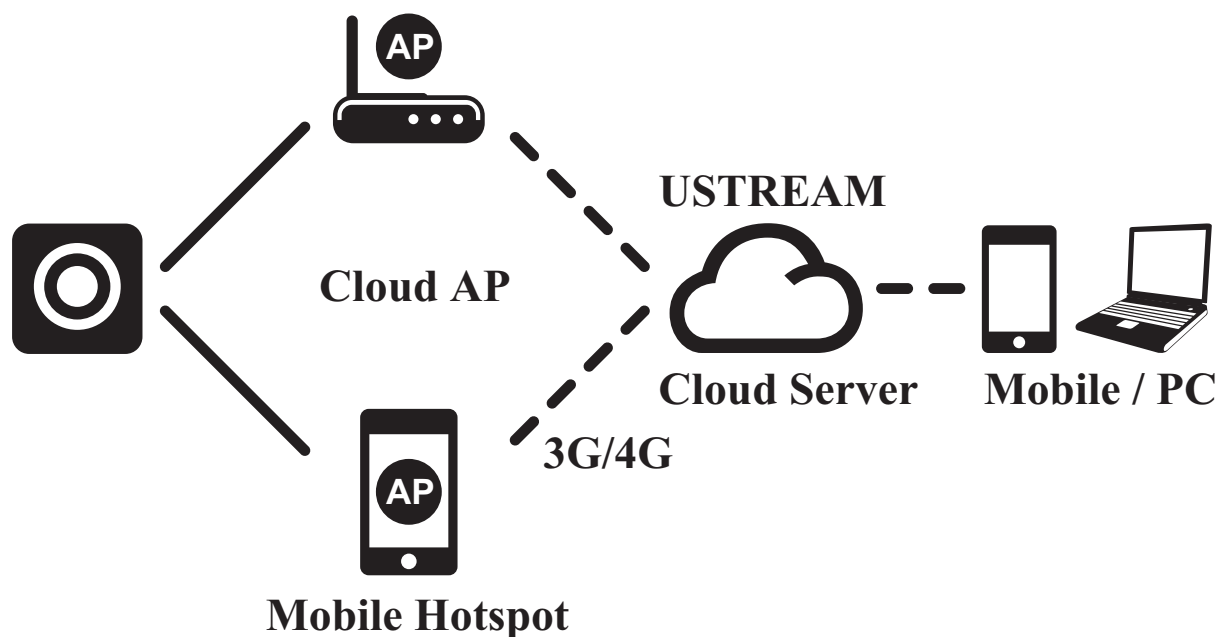 AP
USTREAM
Cloud AP
Cloud Server
Mobile / PC
3G/4G
AP
Mobile Hotspot